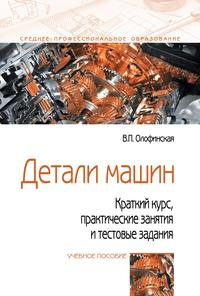 СРЕДНЕЕ ПРОФЕССИОНАЛЬНОЕ ОБРАЗОВАНИЕ
В.П. Олофинская
Детали машин
Краткий курс,
практические занятия
и тестовые задания
УЧЕБНОЕ ПОСОБИЕ